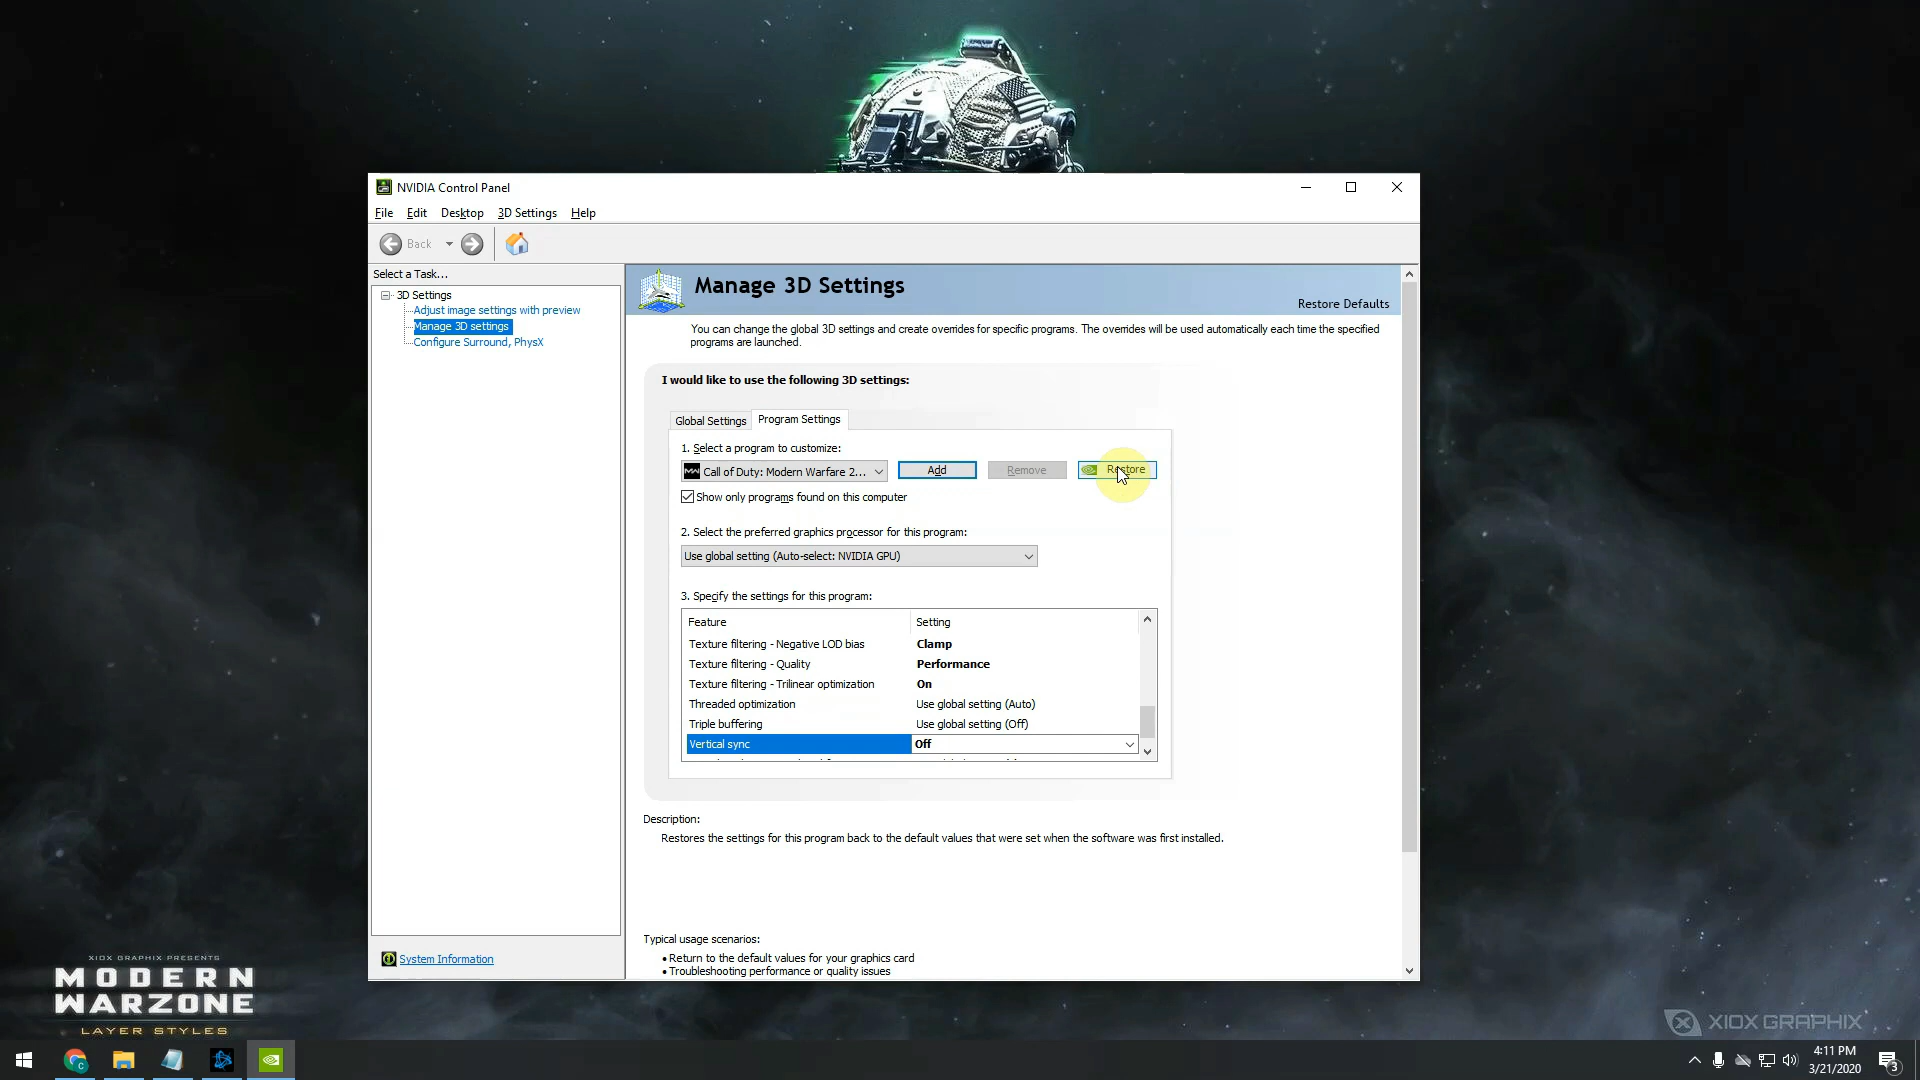 NVIDIA Control Panel
File Edit Desktop 3D Settings Help
Back
Select a Task...
3D Settings
Adjust image settings with preview
Manage 3D settings
Configure Surround, PhysX
System Information
Manage 3D Settings
Restore Defaults
You can change the global 3D settings and create overrides for specific programs. The overrides will be used automatically each time the specified
programs are launched.
I would like to use the following 3D settings:
Global Settings Program Settings
1. Select a program to customize:
Call of Duty: Modern Warfare 2... Add Remove Restore
Show only programs found on this computer
2. Select the preferred graphics processor for this program:
Use global setting (Auto-select: NVIDIA GPU)
3. Specify the settings for this program:
Feature Setting
Texture filtering - Negative LOD bias Clamp
Texture filtering - Quality Performance
Texture filtering - Trilinear optimization On
Threaded optimization Use global setting (Auto)
Triple buffering Use global setting (Off)
Vertical sync Off
Description:
Restores the settings for this program back to the default values that were set when the software was first installed.
Typical usage scenarios:
• Return to the default values for your graphics card
• Troubleshooting performance or quality issues
XIOX GRAPHIX PRESENTS
MODERN
WARZONE
LAYER STYLES
XIOX GRAPHIX
4:11 PM
3/21/2020
3